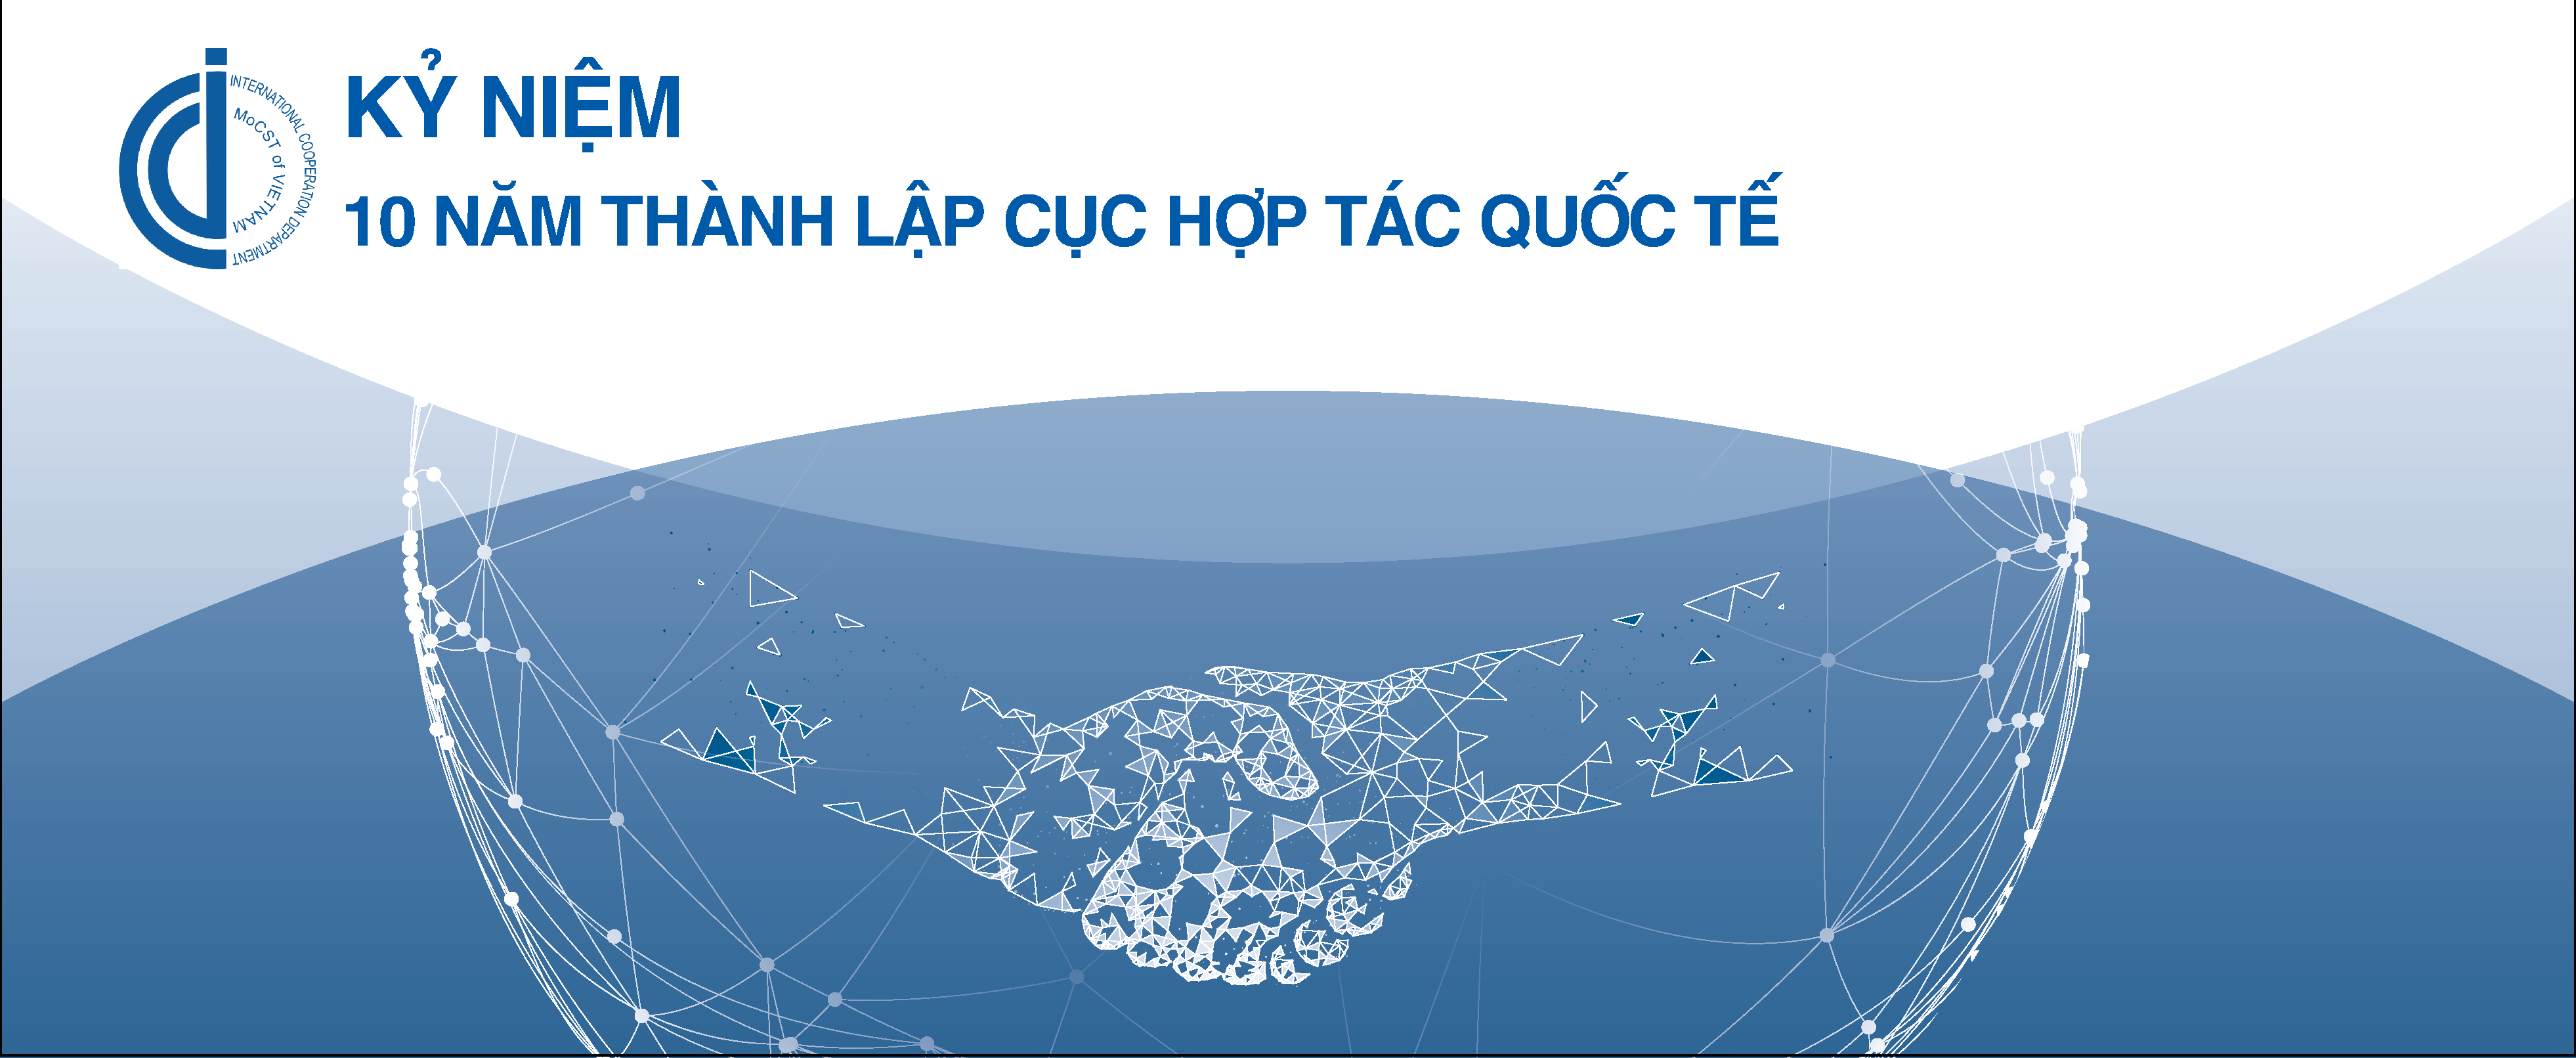 INTERNATIONAL COOPERATION DEPARTMENT
MoCST of VIETNAM
KỶ NIỆM
10 NĂM THÀNH LẬP CỤC HỢP TÁC QUỐC TẾ